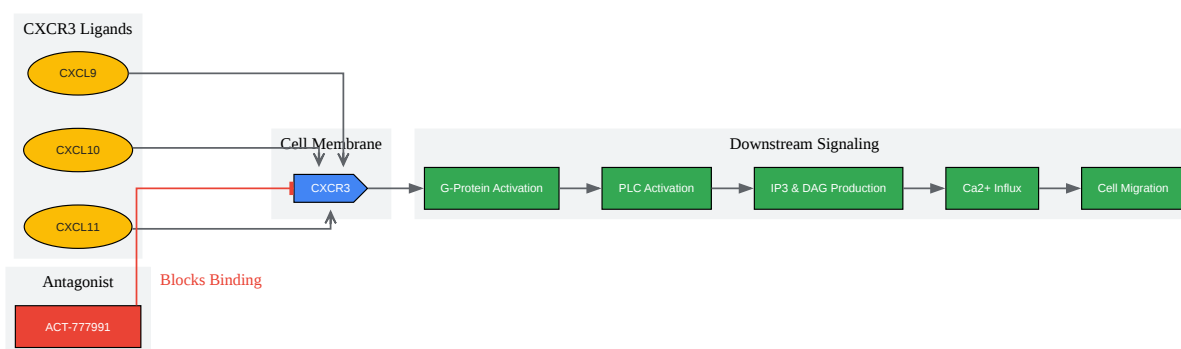 CXCR3 Ligands
CXCL9
CXCL10
CXCL11
Cell Membrane
CXCR3
Downstream Signaling
G-Protein Activation
PLC Activation
IP3 & DAG Production
Ca2+ Influx
Cell Migration
Antagonist
ACT-777991
Blocks Binding